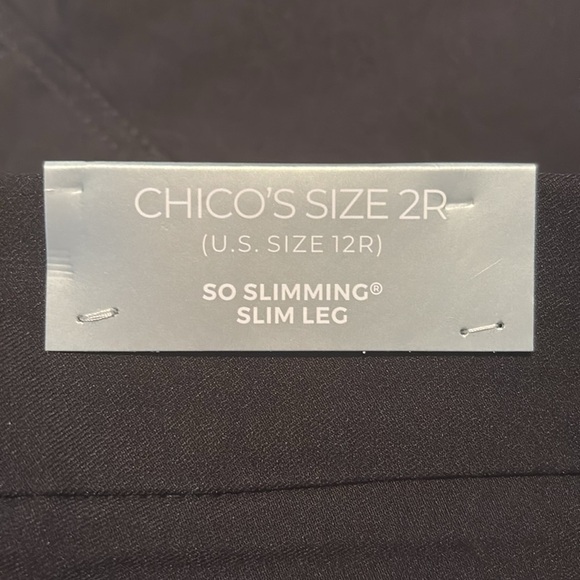 CHICO'S SIZE 2R
(U.S. SIZE 12R)
SO SLIMMING®
SLIM LEG